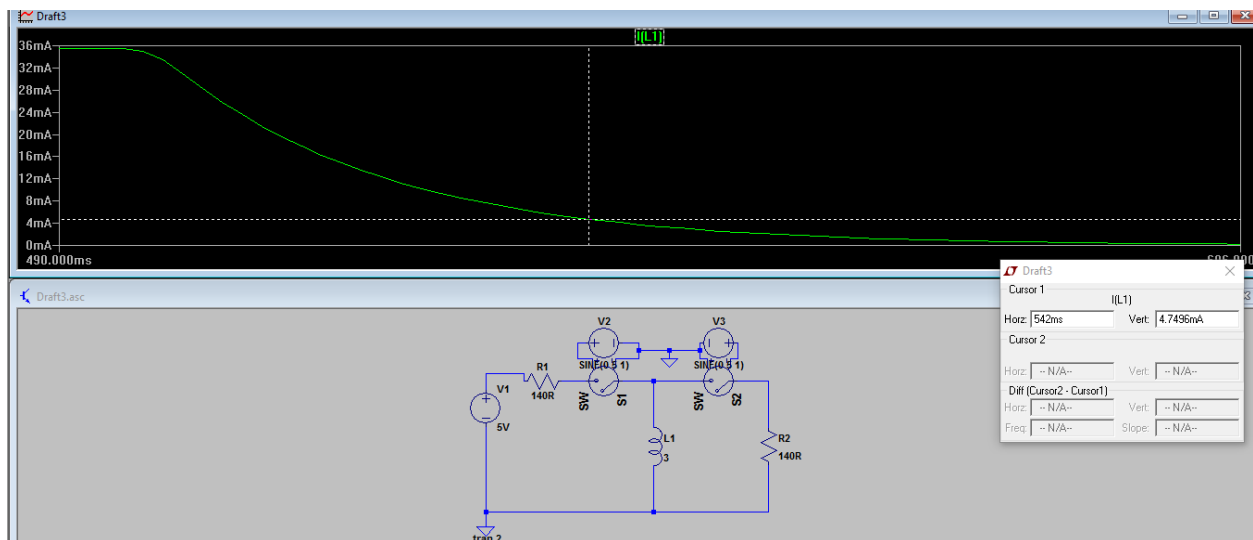 Draft3
I(L1)
36mA
32mA
28mA
24mA
20mA
16mA
12mA
8mA
4mA
0mA
490.000ms
Draft3
Cursor 1
I(L1)
Horz: 542ms Vert: 4.7496mA
Cursor 2
Horz: -- N/A-- Vert: -- N/A--
Diff (Cursor2 - Cursor1)
Horz: -- N/A-- Vert: -- N/A--
Freq: -- N/A-- Slope: -- N/A--
Draft3.asc
V2 V3
SINE(0.5 1) SINE(0.5 1)
R1
140R
SW S1 SW S2
V1
5V
L1
3
R2
140R